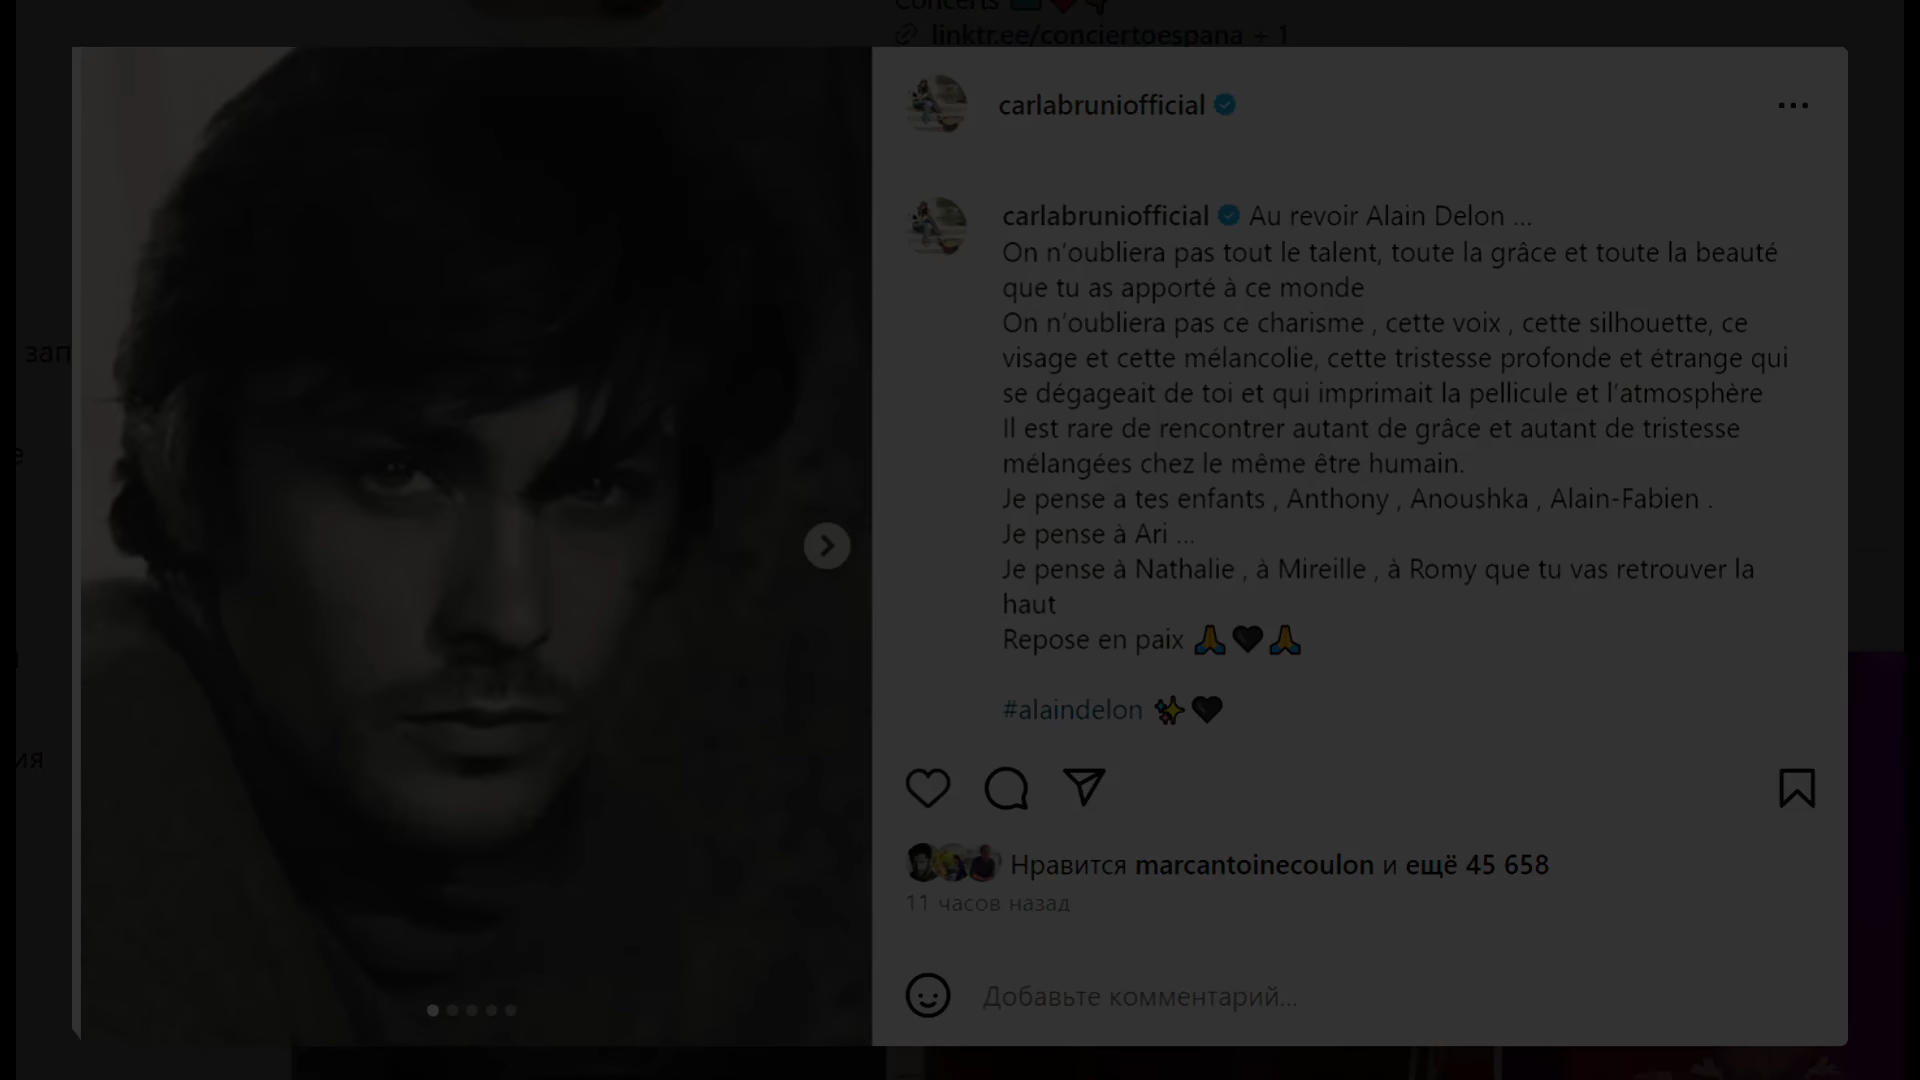 Concerts
linktr.ee/conciertoespana + 1
carlabruniofficial
carlabruniofficial Au revoir Alain Delon ...
On n’oubliera pas tout le talent, toute la grâce et toute la beauté
que tu as apporté à ce monde
On n’oubliera pas ce charisme , cette voix , cette silhouette, ce
visage et cette mélancolie, cette tristesse profonde et étrange qui
se dégageait de toi et qui imprimait la pellicule et l’atmosphère
Il est rare de rencontrer autant de grâce et autant de tristesse
mélangées chez le même être humain.
Je pense a tes enfants , Anthony , Anoushka , Alain-Fabien .
Je pense à Ari ...
Je pense à Nathalie , à Mireille , à Romy que tu vas retrouver la
haut
Repose en paix 🙏🖤🙏
#alaindelon ✨🖤
Нравится marcantoinecoulon и ещё 45 658
11 часов назад
Добавьте комментарий...
зап
е
ия